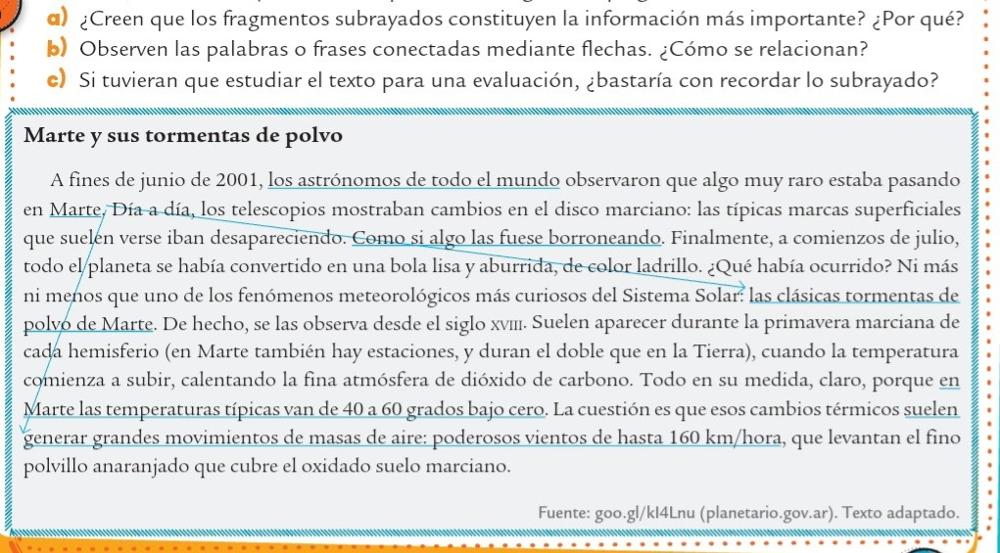 a) ¿Creen que los fragmentos subrayados constituyen la información más importante? ¿Por qué?
b) Observen las palabras o frases conectadas mediante flechas. ¿Cómo se relacionan?
c) Si tuvieran que estudiar el texto para una evaluación, ¿bastaría con recordar lo subrayado?
Marte y sus tormentas de polvo
A fines de junio de 2001, los astrónomos de todo el mundo observaron que algo muy raro estaba pasando
en Marte. Día a día, los telescopios mostraban cambios en el disco marciano: las típicas marcas superficiales
que suelen verse iban desapareciendo. Como si algo las fuese borroneando. Finalmente, a comienzos de julio,
todo el planeta se había convertido en una bola lisa y aburrida, de color ladrillo. ¿Qué había ocurrido? Ni más
ni menos que uno de los fenómenos meteorológicos más curiosos del Sistema Solar: las clásicas tormentas de
polvo de Marte. De hecho, se las observa desde el siglo XVIII. Suelen aparecer durante la primavera marciana de
cada hemisferio (en Marte también hay estaciones, y duran el doble que en la Tierra), cuando la temperatura
comienza a subir, calentando la fina atmósfera de dióxido de carbono. Todo en su medida, claro, porque en
Marte las temperaturas típicas van de 40 a 60 grados bajo cero. La cuestión es que esos cambios térmicos suelen
generar grandes movimientos de masas de aire: poderosos vientos de hasta 160 km/hora, que levantan el fino
polvillo anaranjado que cubre el oxidado suelo marciano.
Fuente: goo.gl/kI4Lnu (planetario.gov.ar). Texto adaptado.